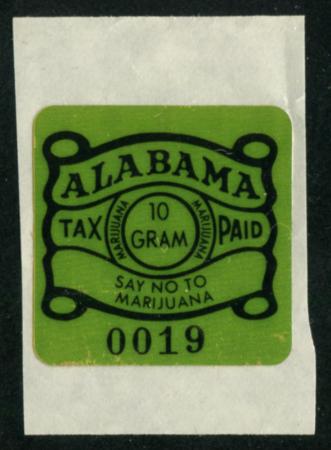 ALABAMA
TAX MARIJUANA 10 GRAM MARIJUANA PAID
SAY NO TO
MARIJUANA
0019